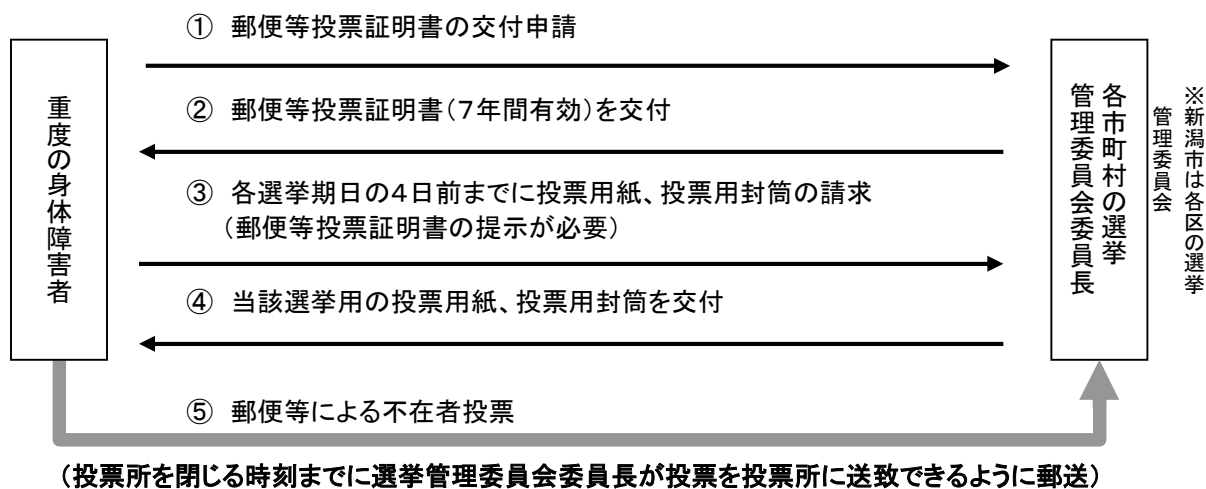 ① 郵便等投票証明書の交付申請
② 郵便等投票証明書(7年間有効)を交付
③ 各選挙期日の4日前までに投票用紙、投票用封筒の請求
(郵便等投票証明書の提示が必要)
④ 当該選挙用の投票用紙、投票用封筒を交付
⑤ 郵便等による不在者投票
(投票所を閉じる時刻までに選挙管理委員会委員長が投票を投票所に送致できるように郵送)
重度の身体障害者
各市町村の選挙
管理委員会委員長
※新潟市は各区の選挙
管理委員会